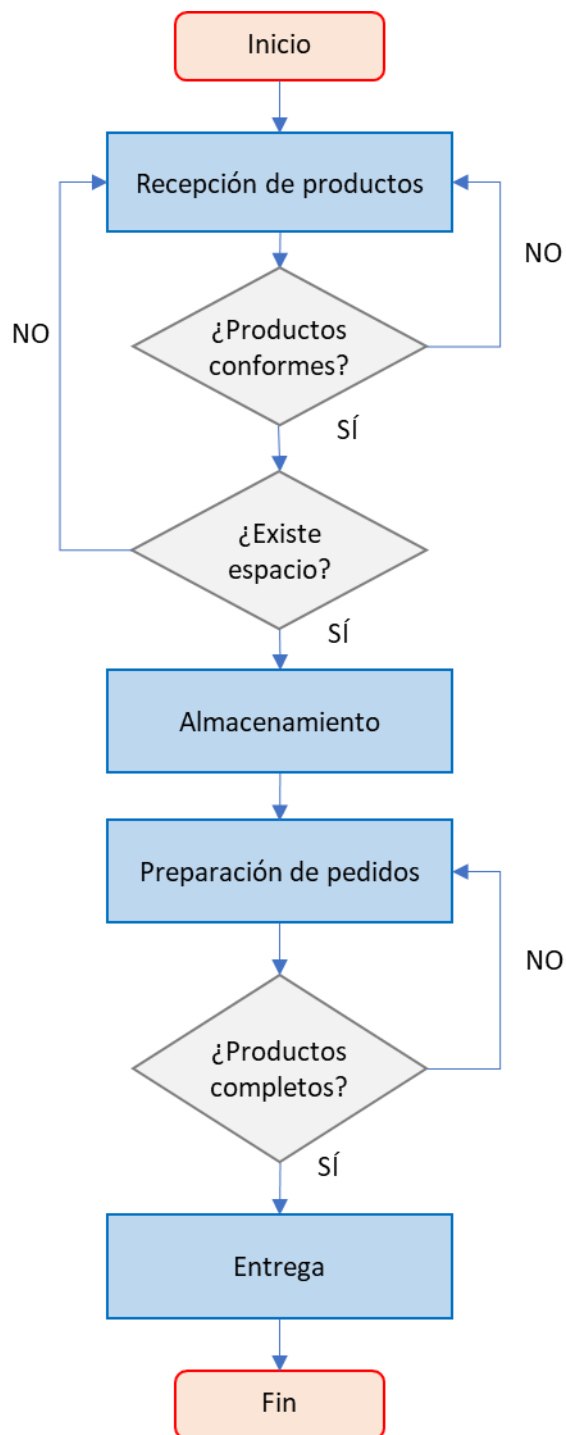 Inicio
Recepción de productos
NO
¿Productos
conformes?
NO
SÍ
¿Existe
espacio?
SÍ
Almacenamiento
Preparación de pedidos
NO
¿Productos
completos?
SÍ
Entrega
Fin